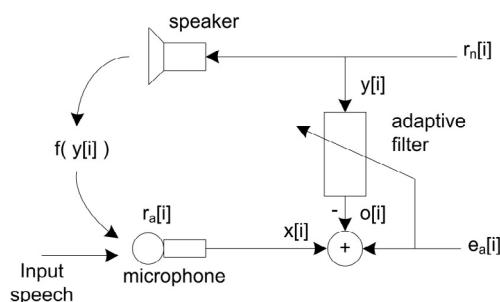 speaker
rn[i]
y[i]
adaptive
filter
f( y[i] )
ra[i]
- o[i]
x[i]
+
ea[i]
Input
speech
microphone